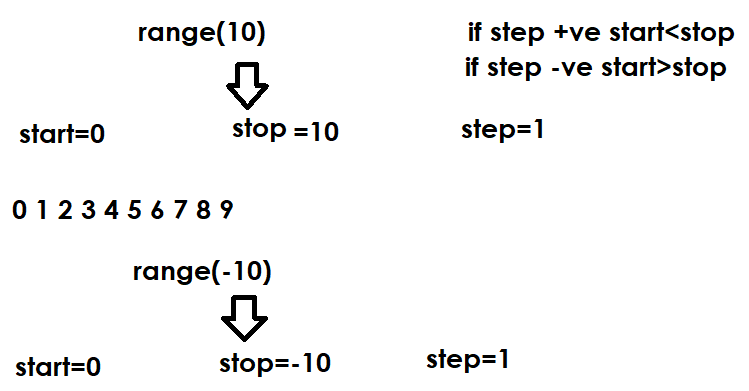 range(10)
if step +ve start<stop
if step -ve start>stop
start=0
stop =10
step=1
0 1 2 3 4 5 6 7 8 9
range(-10)
start=0
stop=-10
step=1